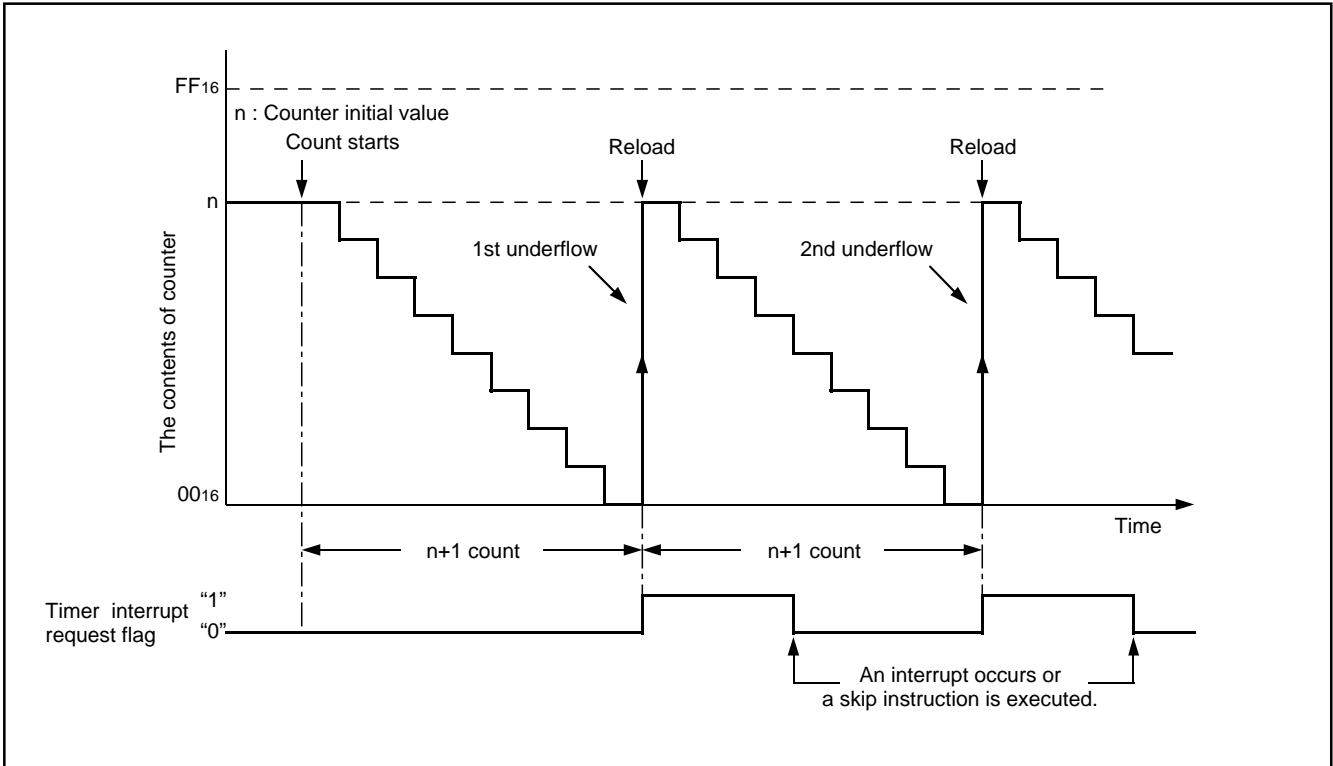 FF16
n : Counter initial value
Count starts
Reload
Reload
n
1st underflow
2nd underflow
The contents of counter
0016
Time
n+1 count
n+1 count
Timer interrupt
request flag
“1”
“0”
An interrupt occurs or
a skip instruction is executed.